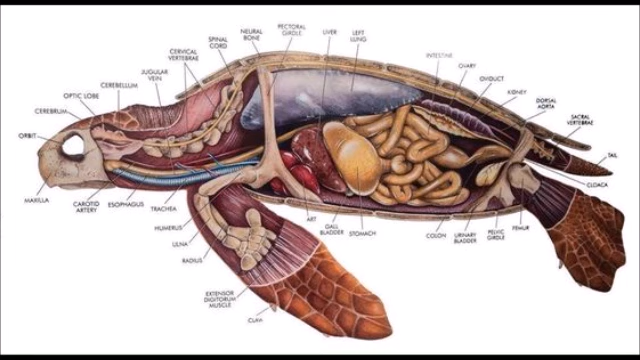 NEURAL
BONE
PECTORAL
GIRDLE
LIVER
LEFT
LUNG
SPINAL
CORD
CERVICAL
VERTEBRAE
JUGULAR
VEIN
CEREBELLUM
OPTIC LOBE
CEREBRUM
ORBIT
MAXILLA
CAROTID
ARTERY
ESOPHAGUS
TRACHEA
HUMERUS
ULNA
RADIUS
EXTENSOR
DIGITORUM
MUSCLE
CLAW
ART
GALL
BLADDER
STOMACH
COLON
URINARY
BLADDER
PELVIC
GIRDLE
FEMUR
INTESTINE
OVARY
OVIDUCT
KIDNEY
DORSAL
AORTA
SACRAL
VERTEBRAE
TAIL
CLOACA